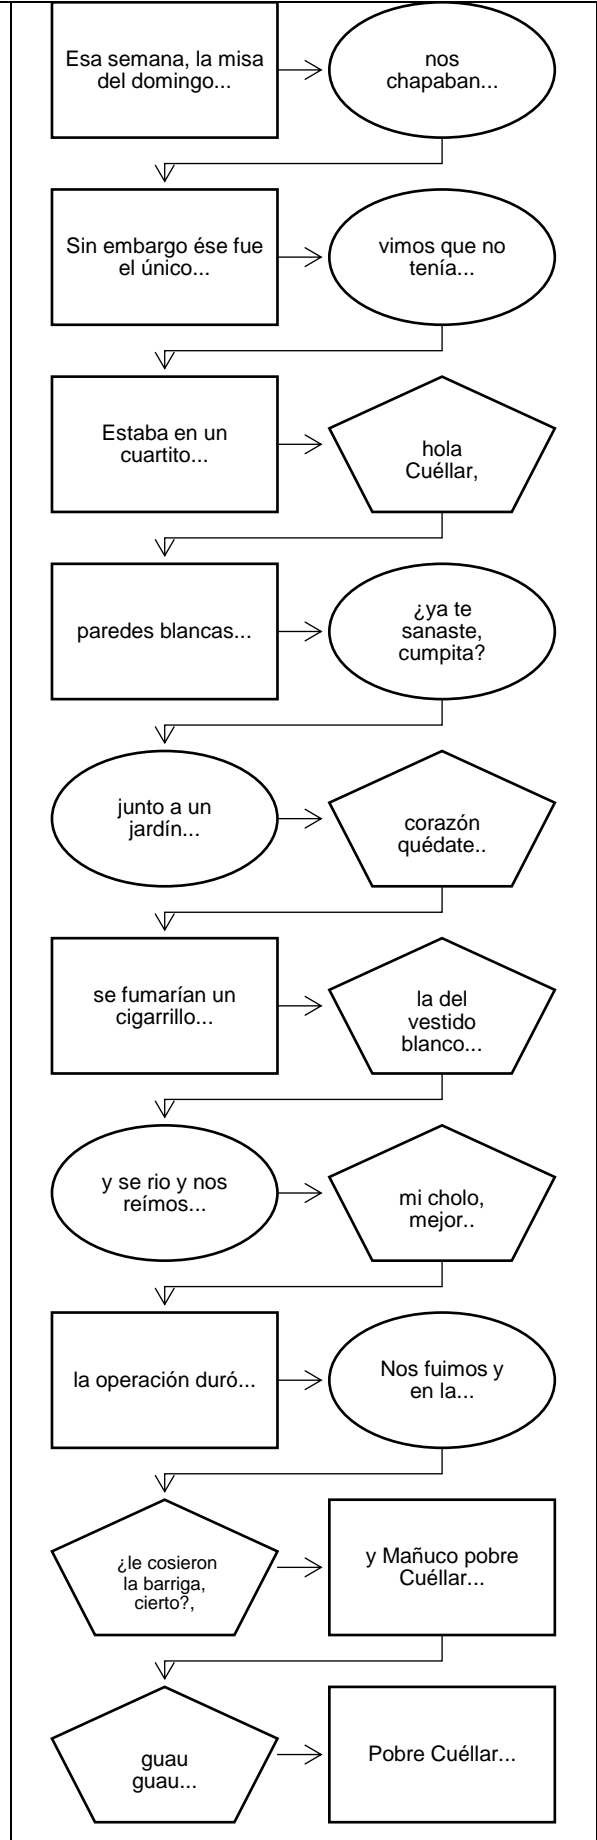 Esa semana, la misa
del domingo...
nos
chapaban...
Sin embargo ése fue
el único...
vimos que no
tenía...
Estaba en un
cuartito...
hola
Cuéllar,
paredes blancas...
¿ya te
sanaste,
cumpita?
junto a un
jardín...
corazón
quédate..
se fumarían un
cigarrillo...
la del
vestido
blanco...
y se rio y nos
reímos...
mi cholo,
mejor..
la operación duró...
Nos fuimos y
en la...
¿le cosieron
la barriga,
cierto?,
y Mañuco pobre
Cuéllar...
guau
guau...
Pobre Cuéllar...